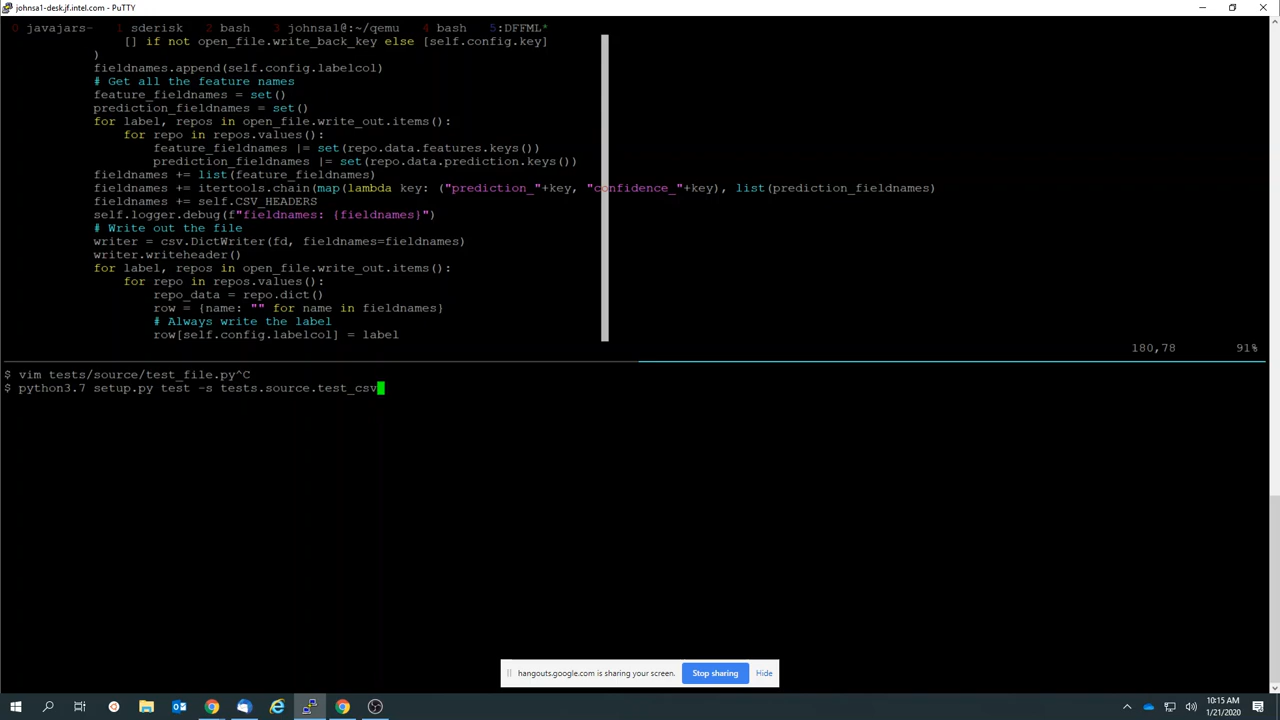 johnsa1-desk.jf.intel.com - PuTTY
0 javajars- 1 sderisk 2 bash 3 johnsa1@:~/qemu 4 bash 5:DFFML*
[] if not open_file.write_back_key else [self.config.key]
)
fieldnames.append(self.config.labelcol)
# Get all the feature names
feature_fieldnames = set()
prediction_fieldnames = set()
for label, repos in open_file.write_out.items():
for repo in repos.values():
feature_fieldnames |= set(repo.data.features.keys())
prediction_fieldnames |= set(repo.data.prediction.keys())
fieldnames += list(feature_fieldnames)
fieldnames += itertools.chain(map(lambda key: ("prediction_"+key, "confidence_"+key), list(prediction_fieldnames)
fieldnames += self.CSV_HEADERS
self.logger.debug(f"fieldnames: {fieldnames}")
# Write out the file
writer = csv.DictWriter(fd, fieldnames=fieldnames)
writer.writeheader()
for label, repos in open_file.write_out.items():
for repo in repos.values():
repo_data = repo.dict()
row = {name: "" for name in fieldnames}
# Always write the label
row[self.config.labelcol] = label
180,78 91%
$ vim tests/source/test_file.py^C
$ python3.7 setup.py test -s tests.source.test_csv
hangouts.google.com is sharing your screen. Stop sharing Hide
10:15 AM
1/21/2020